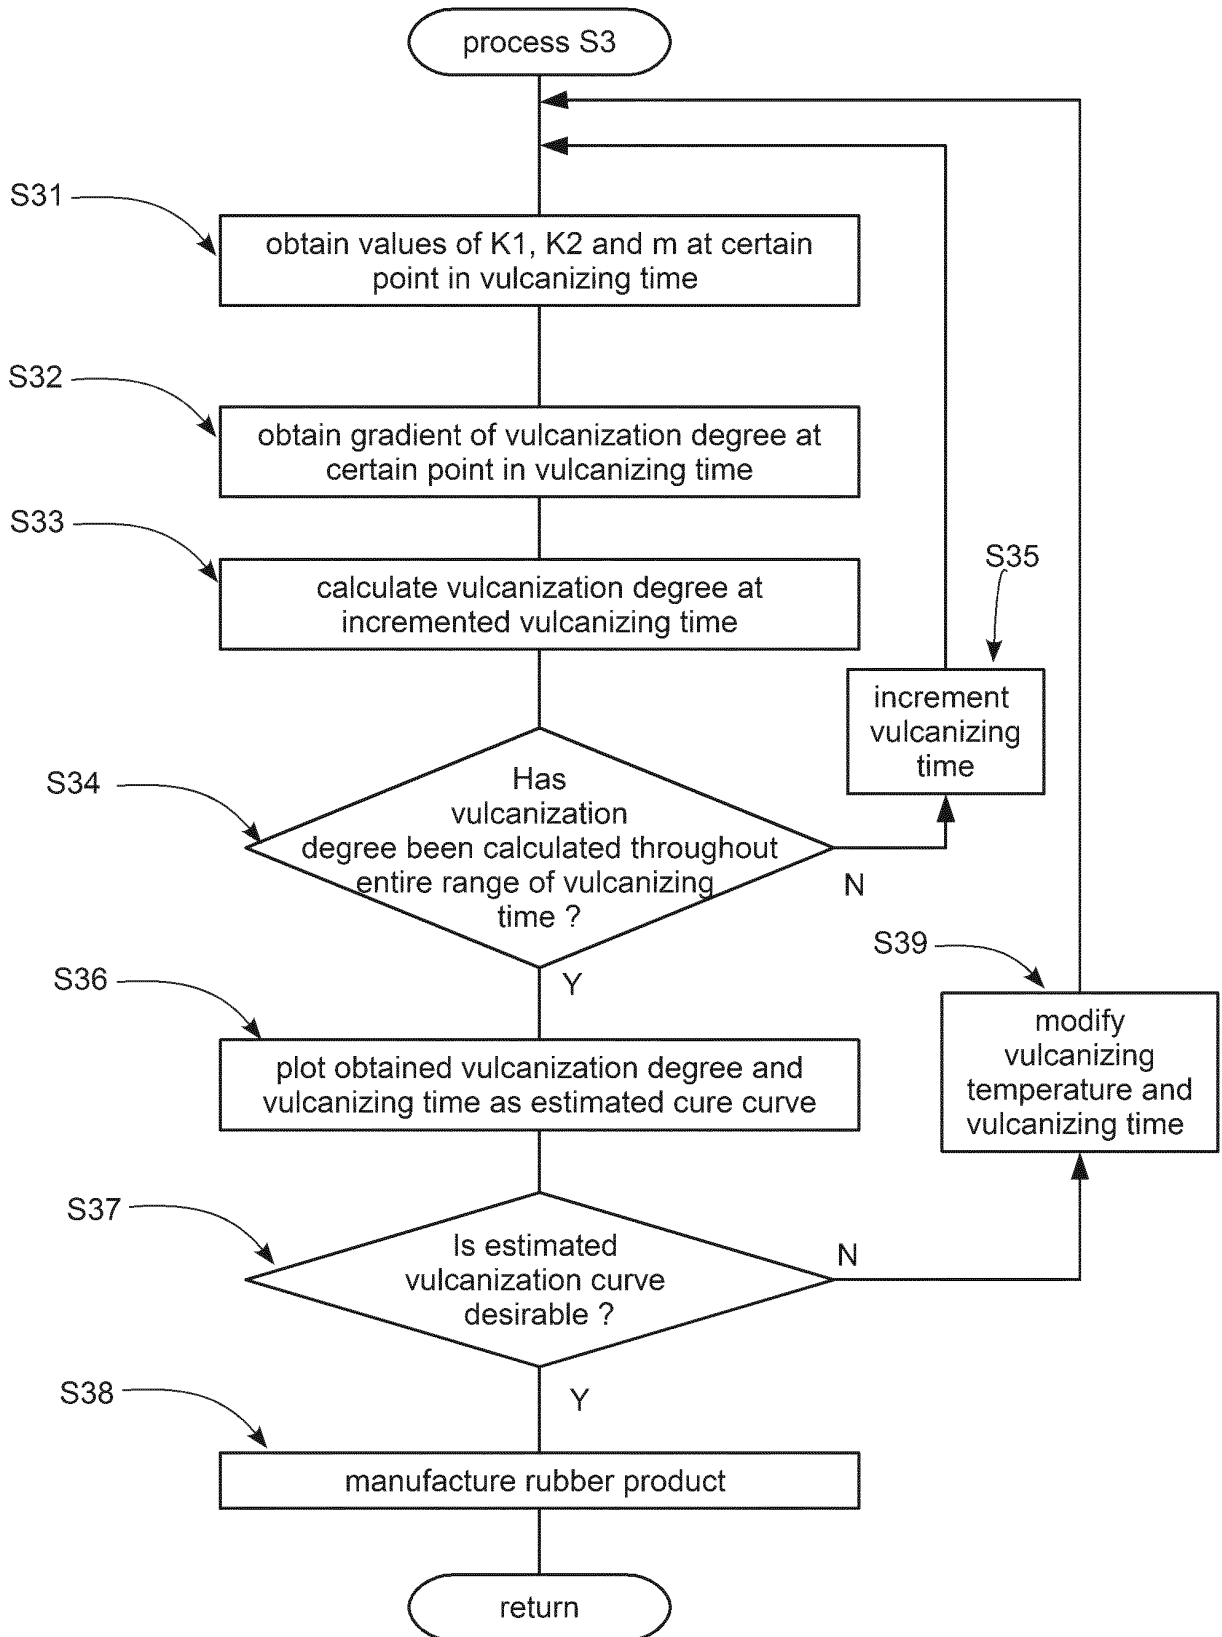 process S3
S31
obtain values of K1, K2 and m at certain
point in vulcanizing time
S32
obtain gradient of vulcanization degree at
certain point in vulcanizing time
S33
calculate vulcanization degree at
incremented vulcanizing time
S35
increment
vulcanizing
time
S34
Has
vulcanization
degree been calculated throughout
entire range of vulcanizing
time ?
N
Y
S39
modify
vulcanizing
temperature and
vulcanizing time
S36
plot obtained vulcanization degree and
vulcanizing time as estimated cure curve
S37
Is estimated
vulcanization curve
desirable ?
N
Y
S38
manufacture rubber product
return